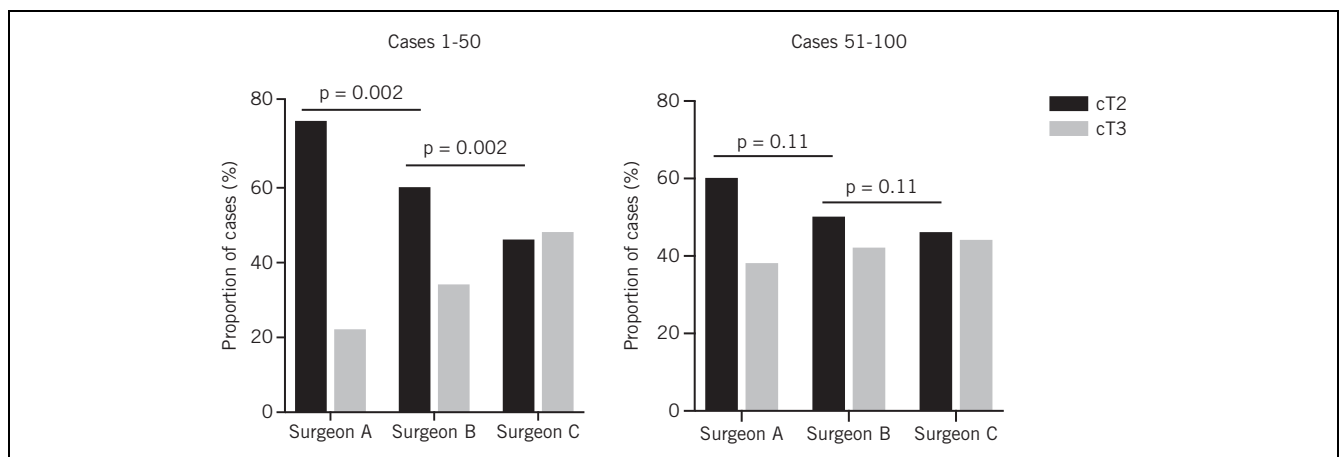 Cases 1-50
Cases 51-100
Proportion of cases (%)
80
60
40
20
0
p = 0.002
p = 0.002
Surgeon A
Surgeon B
Surgeon C
Proportion of cases (%)
80
60
40
20
0
p = 0.11
p = 0.11
Surgeon A
Surgeon B
Surgeon C
cT2
cT3